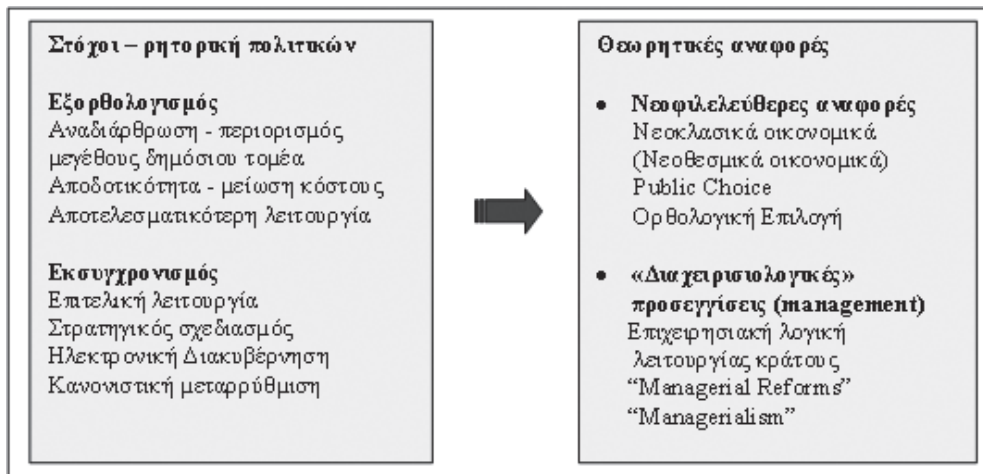 Στόχοι – ρητορική πολιτικών
Εξορθολογισμός
Αναδιάρθρωση - περιορισμός
μεγέθους δημόσιου τομέα
Αποδοτικότητα - μείωση κόστους
Αποτελεσματικότερη λειτουργία
Εκσυγχρονισμός
Επιτελική λειτουργία
Στρατηγικός σχεδιασμός
Ηλεκτρονική Διακυβέρνηση
Κανονιστική μεταρρύθμιση
Θεωρητικές αναφορές
● Νεοφιλελεύθερες αναφορές
Νεοκλασικά οικονομικά
(Νεοθεσμικά οικονομικά)
Public Choice
Ορθολογική Επιλογή
● «Διαχειρισιολογικές»
προσεγγίσεις (management)
Επιχειρησιακή λογική
λειτουργίας κράτους
“Managerial Reforms”
“Managerialism”